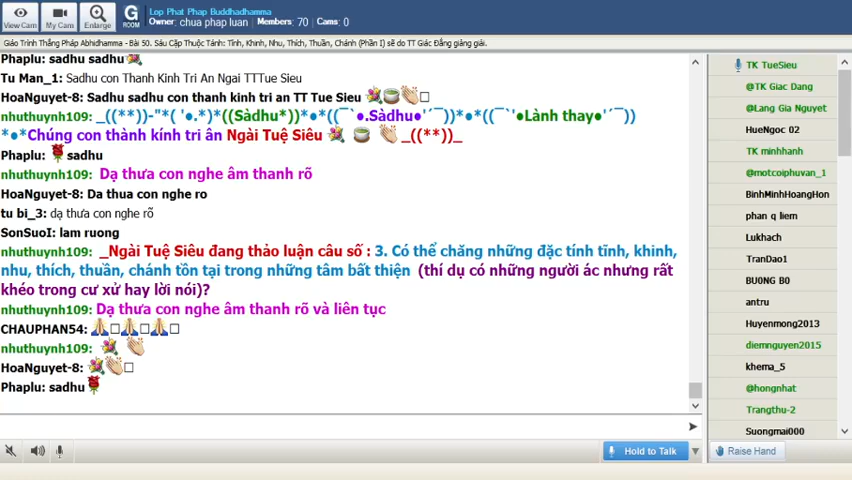 Lop Phat Phap Buddhadhamma
Owner: chua phap luan Members: 70 Cams: 0
View Cam
My Cam
Enlarge
G
ROOM
Giáo Trình Thắng Pháp Abhidhamma - Bài 50. Sáu Cặp Thuộc Tánh: Tĩnh, Khinh, Nhu, Thích, Thuần, Chánh (Phần I) sẽ do TT Giác Đẳng giảng giải.
Phaplu: sadhu sadhu
Tu Man_1: Sadhu con Thanh Kinh Tri An Ngai TTTue Sieu
HoaNguyet-8: Sadhu sadhu con thanh kinh tri an TT Tue Sieu
nhuthuynh109: _((**))-"*( '●.*)*((Sàdhu*))*●*((¯`●.Sàdhu●'´¯))*●*((¯`'●Lành thay●'´¯))
*●*Chúng con thành kính tri ân Ngài Tuệ Siêu _((**))_
Phaplu: sadhu
nhuthuynh109: Dạ thưa con nghe âm thanh rõ
HoaNguyet-8: Da thua con nghe ro
tu bi_3: dạ thưa con nghe rõ
SonSuoI: lam ruong
nhuthuynh109: _Ngài Tuệ Siêu đang thảo luận câu số : 3. Có thể chăng những đặc tính tĩnh, khinh,
nhu, thích, thuần, chánh tồn tại trong những tâm bất thiện (thí dụ có những người ác nhưng rất
khéo trong cư xử hay lời nói)?
nhuthuynh109: Dạ thưa con nghe âm thanh rõ và liên tục
CHAUPHAN54:
nhuthuynh109:
HoaNguyet-8:
Phaplu: sadhu
Hold to Talk
TK TueSieu
@TK Giac Dang
@Lang Gia Nguyet
HueNgoc 02
TK minhhanh
@motcoiphuvan_1
BinhMinhHoangHon
phan q liem
Lukhach
TranDao1
BU0NG B0
antru
Huyenmong2013
diemnguyen2015
khema_5
@hongnhat
Trangthu-2
Suongmai000
Raise Hand